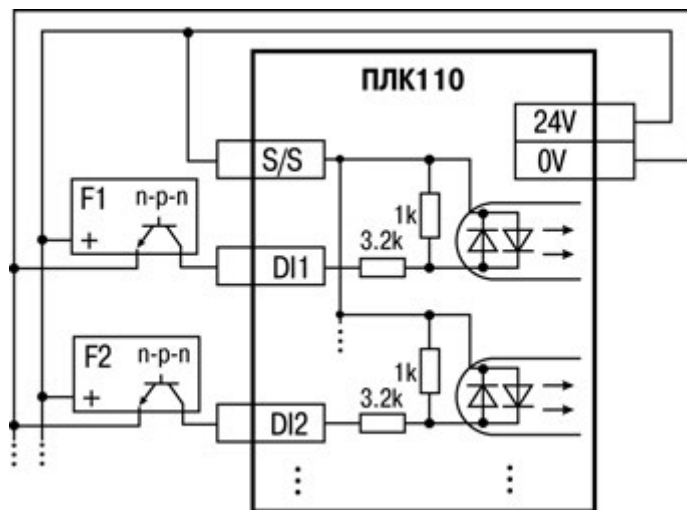 ПЛК110
24V
0V
S/S
F1 n-p-n
+
1k
3.2k
DI1
F2 n-p-n
+
1k
3.2k
DI2